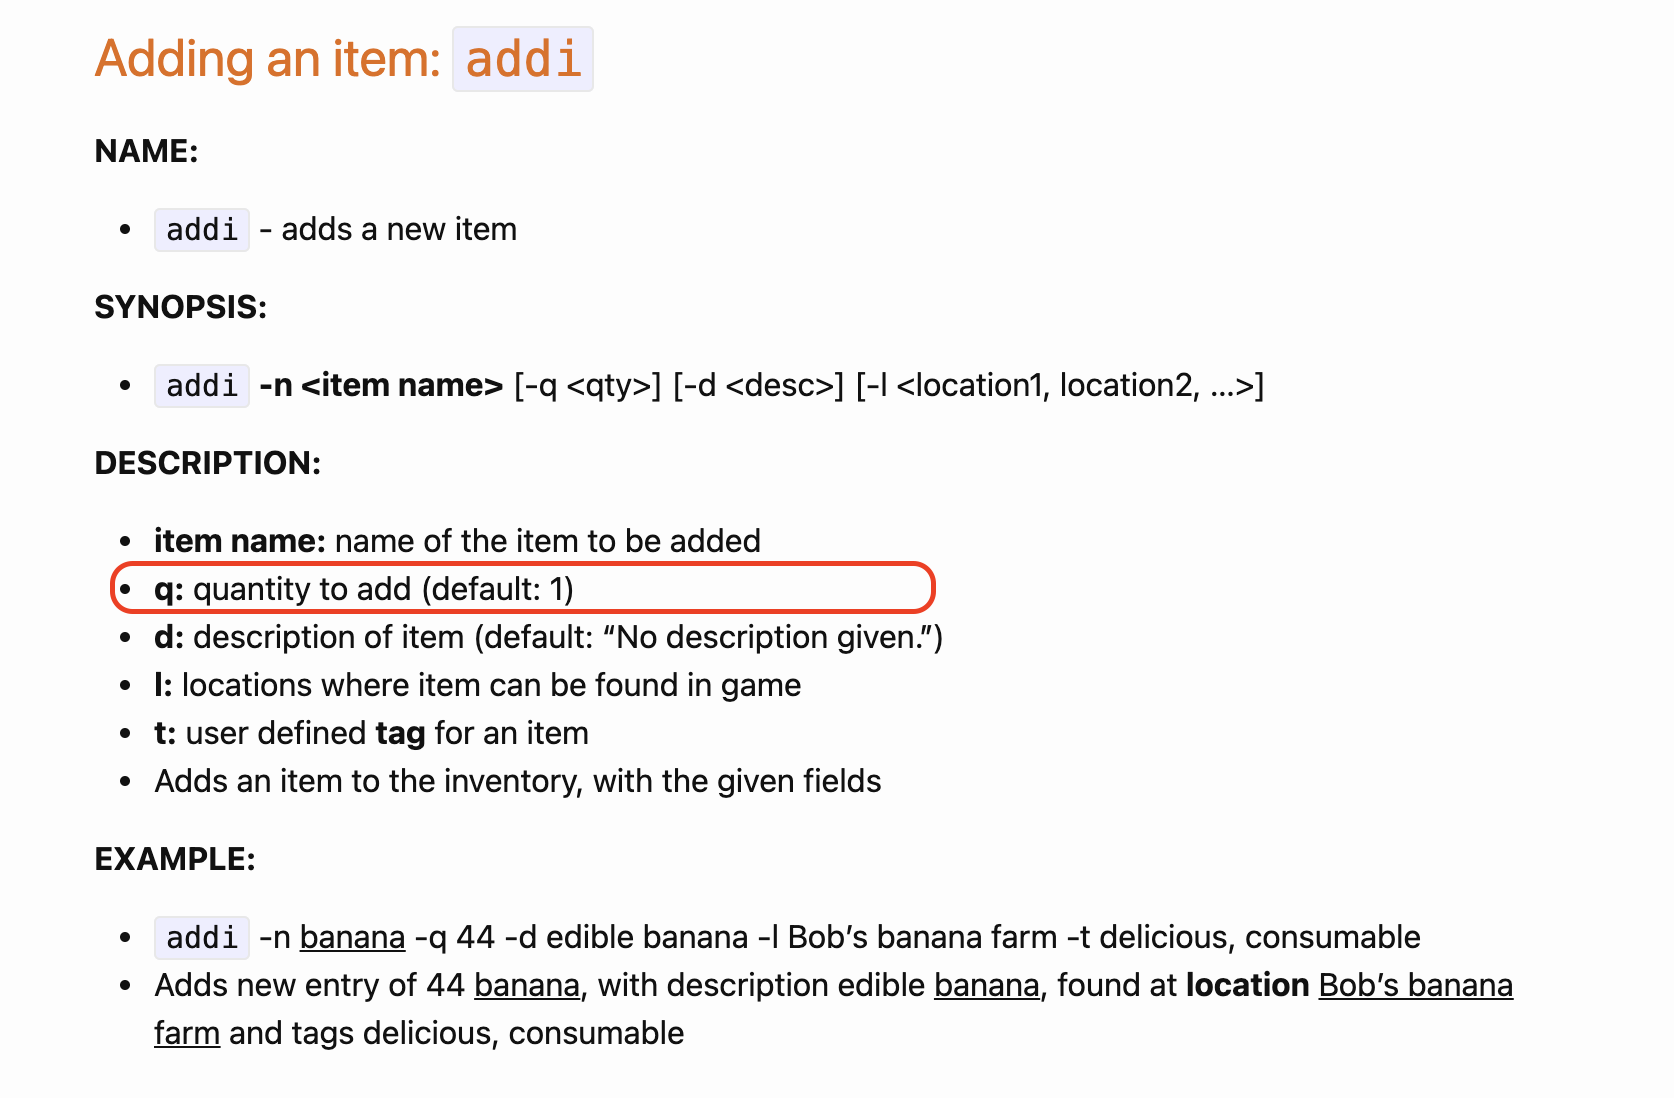 Adding an item: addi
NAME:
• addi - adds a new item
SYNOPSIS:
• addi -n <item name> [-q <qty>] [-d <desc>] [-l <location1, location2, ...>]
DESCRIPTION:
• item name: name of the item to be added
• q: quantity to add (default: 1)
• d: description of item (default: “No description given.”)
• l: locations where item can be found in game
• t: user defined tag for an item
• Adds an item to the inventory, with the given fields
EXAMPLE:
• addi -n banana -q 44 -d edible banana -l Bob’s banana farm -t delicious, consumable
• Adds new entry of 44 banana, with description edible banana, found at location Bob’s banana
farm and tags delicious, consumable